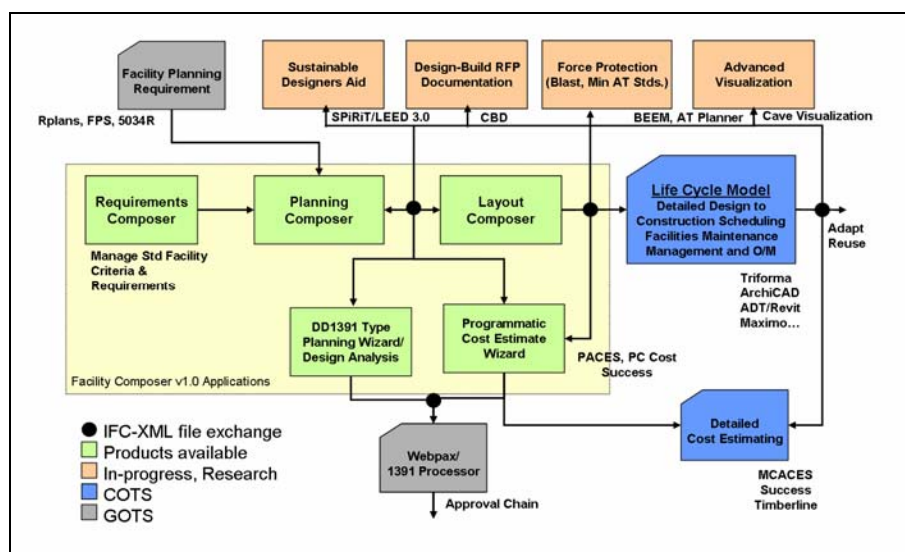 Facility Planning
Requirement
Sustainable
Designers Aid
Design-Build RFP
Documentation
Force Protection
(Blast, Min AT Stds.)
Advanced
Visualization
Rplans, FPS, 5034R
SPiRiT/LEED 3.0
CBD
BEEM, AT Planner
Cave Visualization
Requirements
Composer
Planning
Composer
Layout
Composer
Life Cycle Model
Detailed Design to
Construction Scheduling
Facilities Maintenance
Management and O/M
Adapt
Reuse
Manage Std Facility
Criteria &
Requirements
Triforma
ArchiCAD
ADT/Revit
Maximo...
DD1391 Type
Planning Wizard/
Design Analysis
Programmatic
Cost Estimate
Wizard
PACES, PC Cost
Success
Facility Composer v1.0 Applications
IFC-XML file exchange
Products available
In-progress, Research
COTS
GOTS
Webpax/
1391 Processor
Approval Chain
Detailed
Cost Estimating
MCACES
Success
Timberline